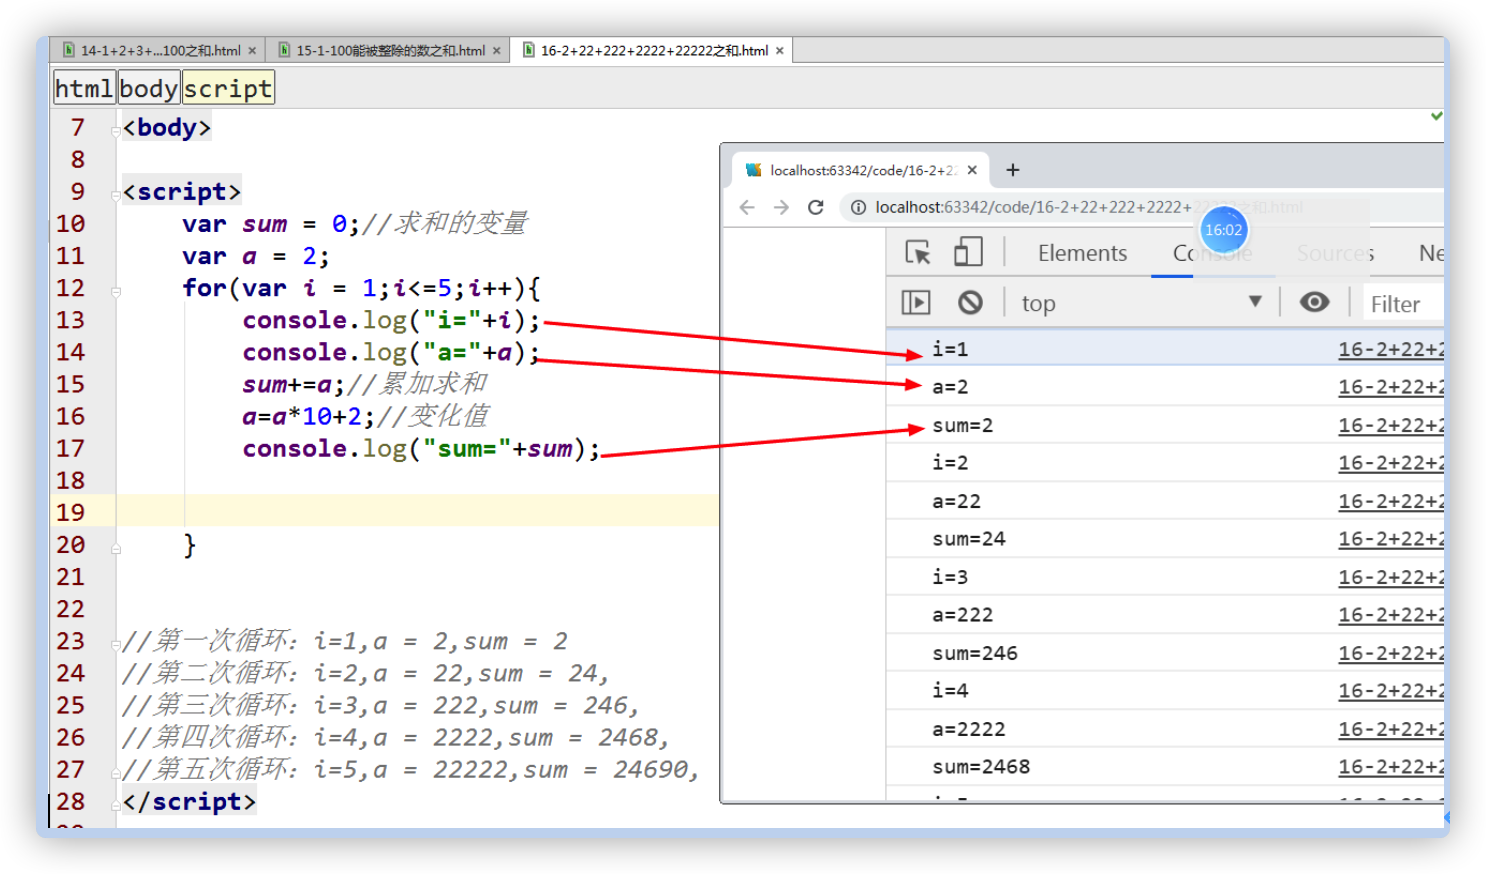 14-1+2+3+...100之和.html × 15-1-100能被整除的数之和.html × 16-2+22+222+2222+22222之和.html ×
html body script
7 <body>
8
9 <script>
10 var sum = 0;//求和的变量
11 var a = 2;
12 for(var i = 1;i<=5;i++){
13 console.log("i="+i);
14 console.log("a="+a);
15 sum+=a;//累加求和
16 a=a*10+2;//变化值
17 console.log("sum="+sum);
18
19
20 }
21
22
23 //第一次循环: i=1,a = 2,sum = 2
24 //第二次循环: i=2,a = 22,sum = 24,
25 //第三次循环: i=3,a = 222,sum = 246,
26 //第四次循环: i=4,a = 2222,sum = 2468,
27 //第五次循环: i=5,a = 22222,sum = 24690,
28 </script>
localhost:63342/code/16-2+22 × +
localhost:63342/code/16-2+22+222+2222+22222之和.html
16:02
Elements Console Sources Ne
top Filter
i=1 16-2+22+2
a=2 16-2+22+2
sum=2 16-2+22+2
i=2 16-2+22+2
a=22 16-2+22+2
sum=24 16-2+22+2
i=3 16-2+22+2
a=222 16-2+22+2
sum=246 16-2+22+2
i=4 16-2+22+2
a=2222 16-2+22+2
sum=2468 16-2+22+2